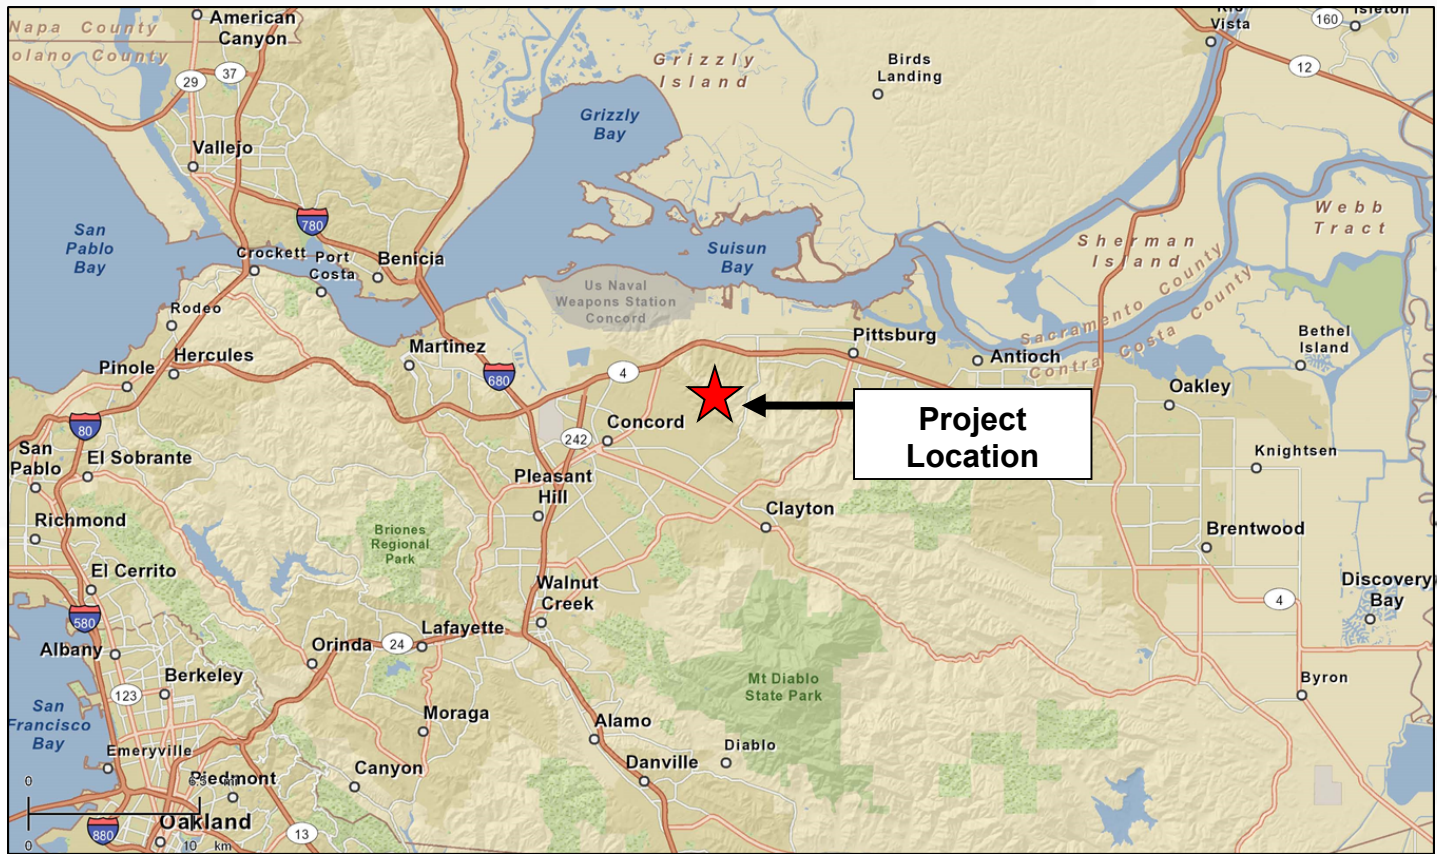 Napa County
olano County
American
Canyon
29
37
Vallejo
780
San
Pablo
Bay
Crockett
Port
Costa
Benicia
Rodeo
Hercules
Pinole
Martinez
680
Grizzly
Island
Grizzly
Bay
Birds
Landing
Vista
160
12
Suisun
Bay
Us Naval
Weapons Station
Concord
Sherman
Island
Webb
Tract
Sacramento County
Contra Costa County
Pittsburg
Antioch
Bethel
Island
Oakley
4
Project
Location
Concord
242
80
San
Pablo
El Sobrante
Pleasant
Hill
Clayton
Knightsen
Richmond
Briones
Regional
Park
Brentwood
El Cerrito
Walnut
Creek
Discovery
Bay
4
580
Albany
Orinda
24
Lafayette
Berkeley
123
Mt Diablo
State Park
Byron
San
Francisco
Bay
Moraga
Alamo
Diablo
Emeryville
Danville
Canyon
Piedmont
0
Oakland
880
13
0
10 km